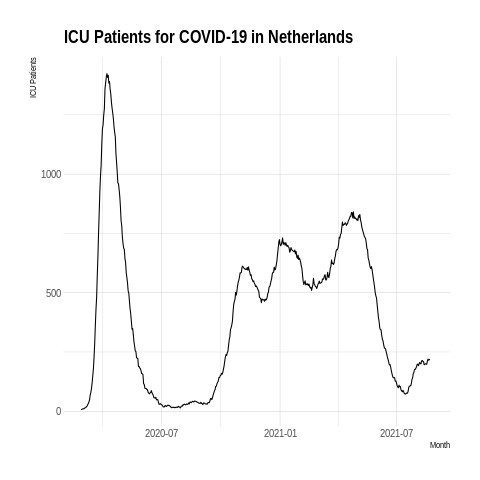 ICU Patients for COVID-19 in Netherlands
ICU Patients
1000
500
0
2020-07
2021-01
2021-07
Month